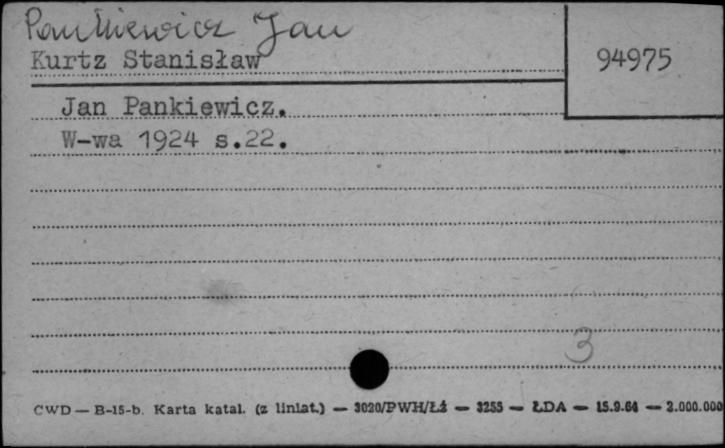 Pankiewicz Jan
Kurtz Stanisław
94975
Jan Pankiewicz.
W-wa 1924 s.22.
3
CWD — B-15-b. Karta katal. (z liniat.) — 3020/PWH/Łź — 3255 — ŁDA — 15.9.64 — 2.000.000